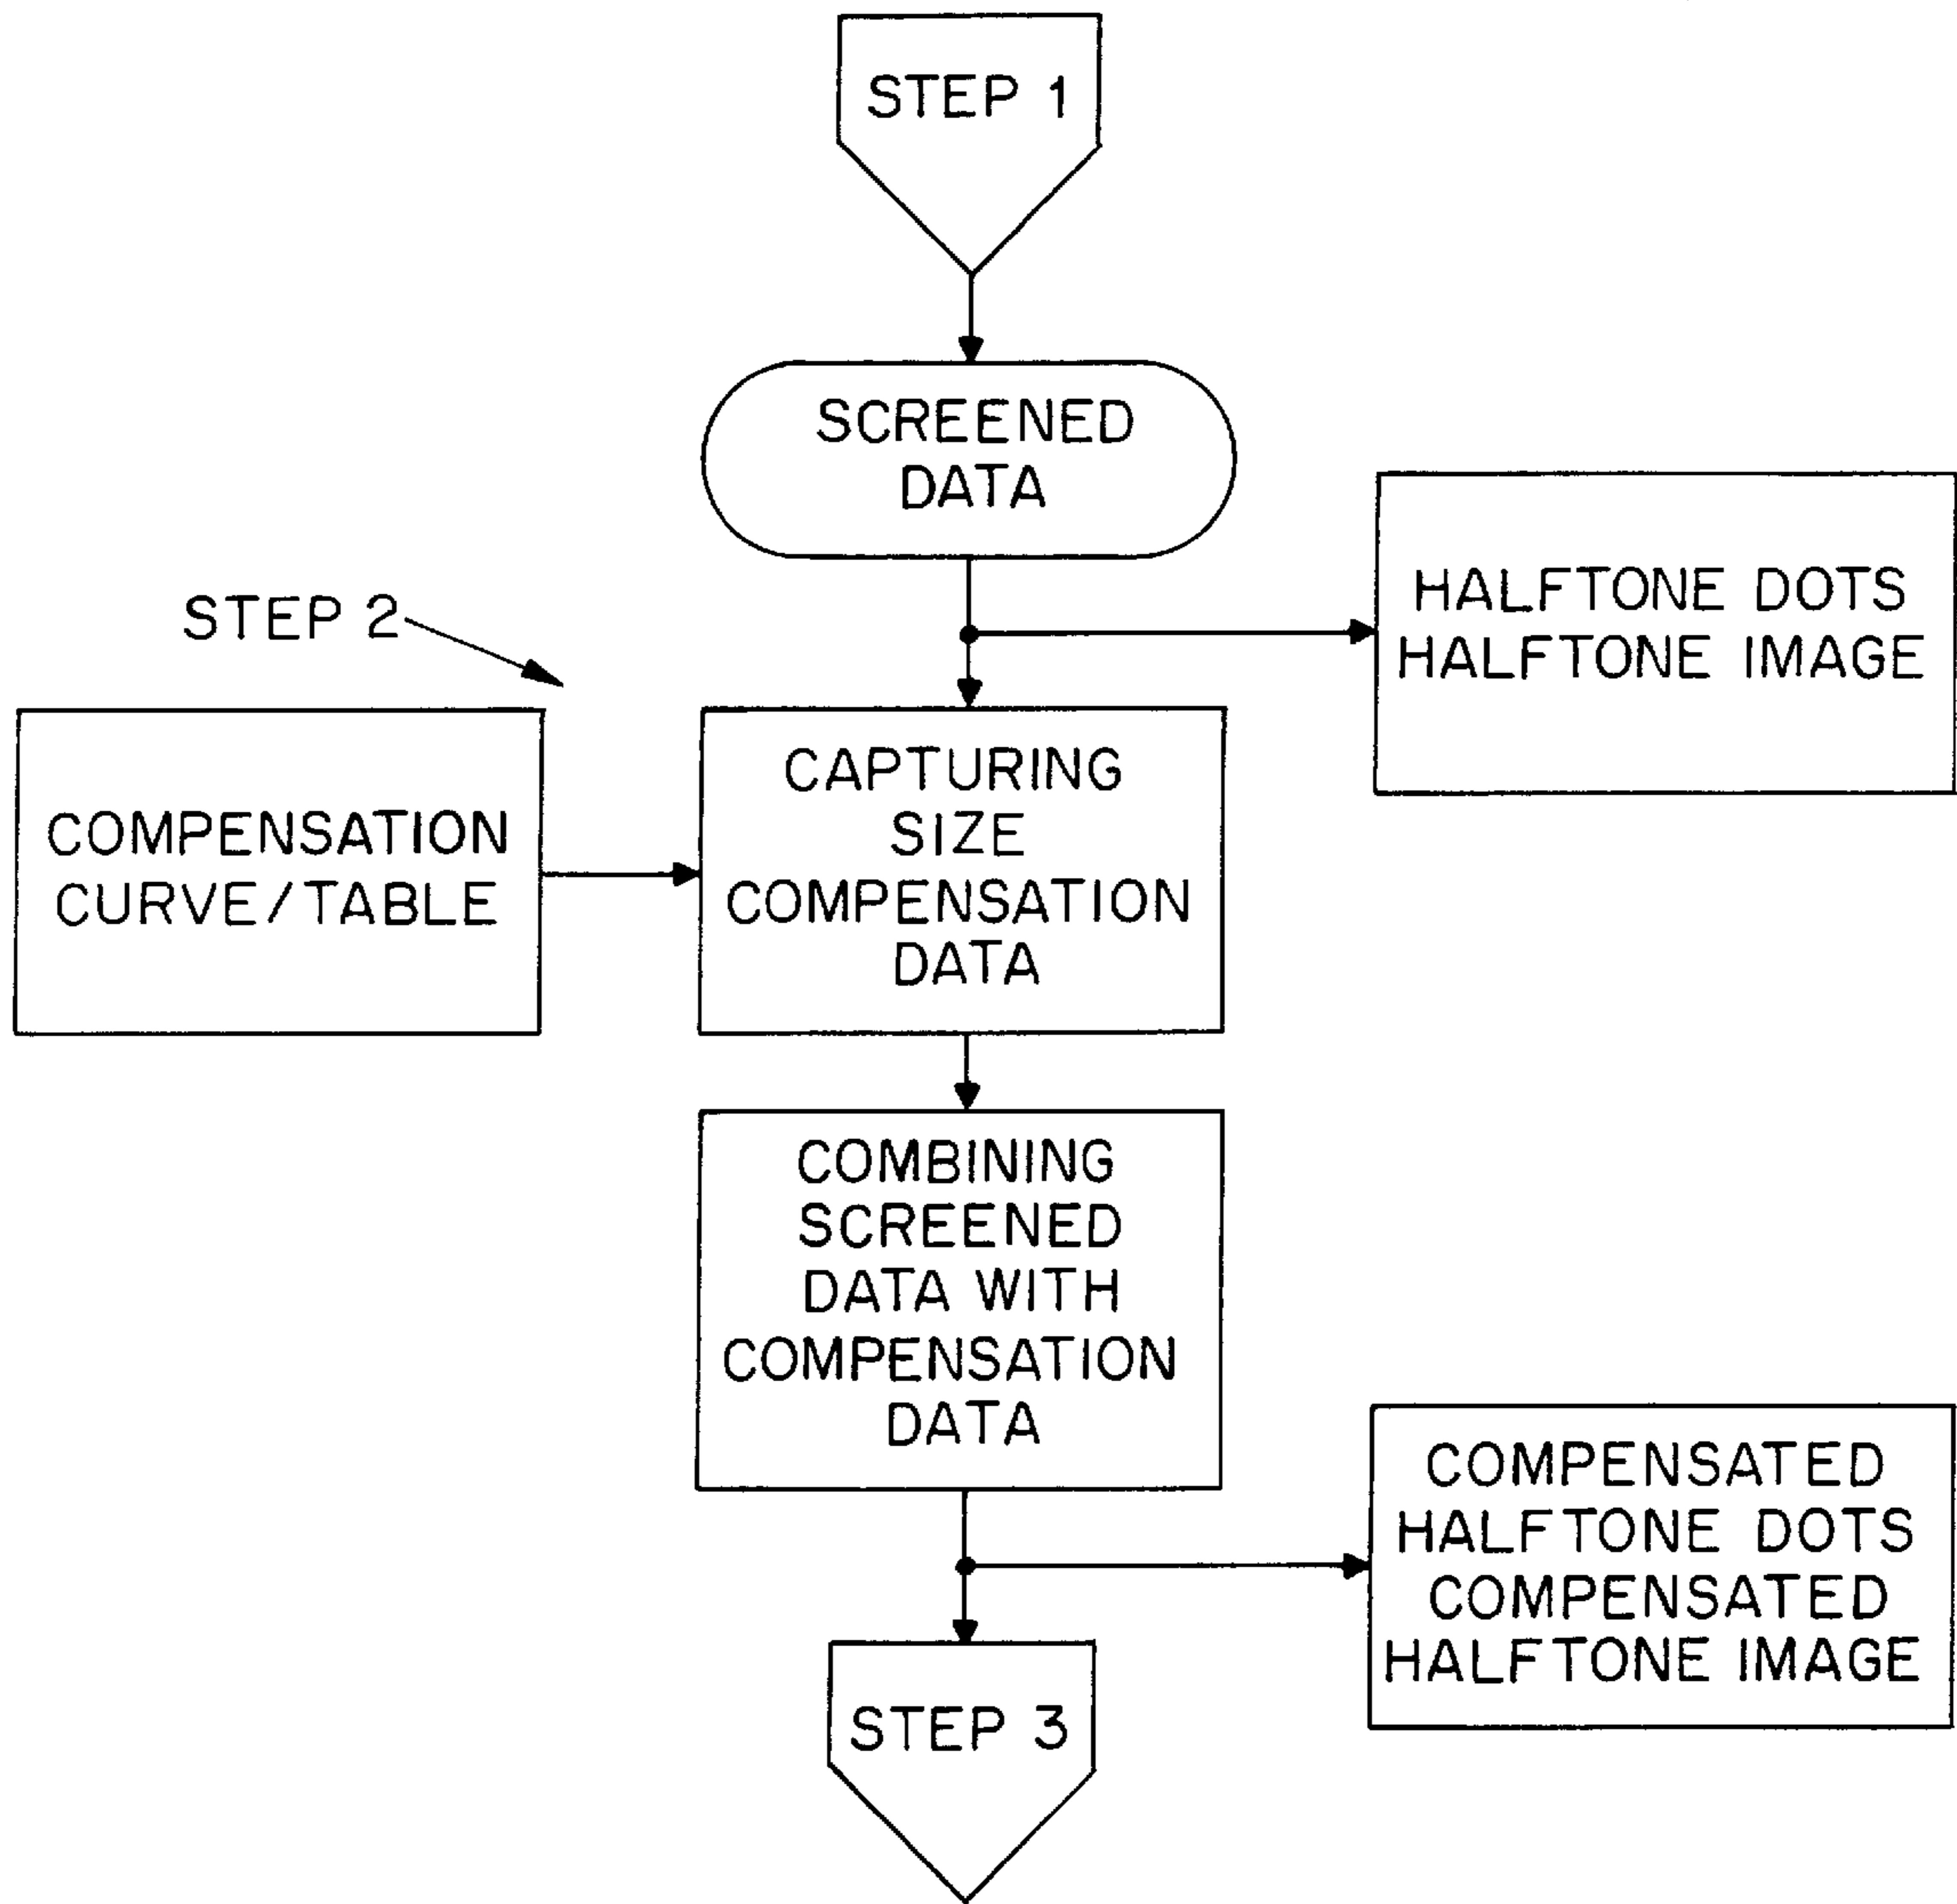 STEP 1
SCREENED
DATA
HALFTONE DOTS
HALFTONE IMAGE
STEP 2
COMPENSATION
CURVE/TABLE
CAPTURING
SIZE
COMPENSATION
DATA
COMBINING
SCREENED
DATA WITH
COMPENSATION
DATA
COMPENSATED
HALFTONE DOTS
COMPENSATED
HALFTONE IMAGE
STEP 3